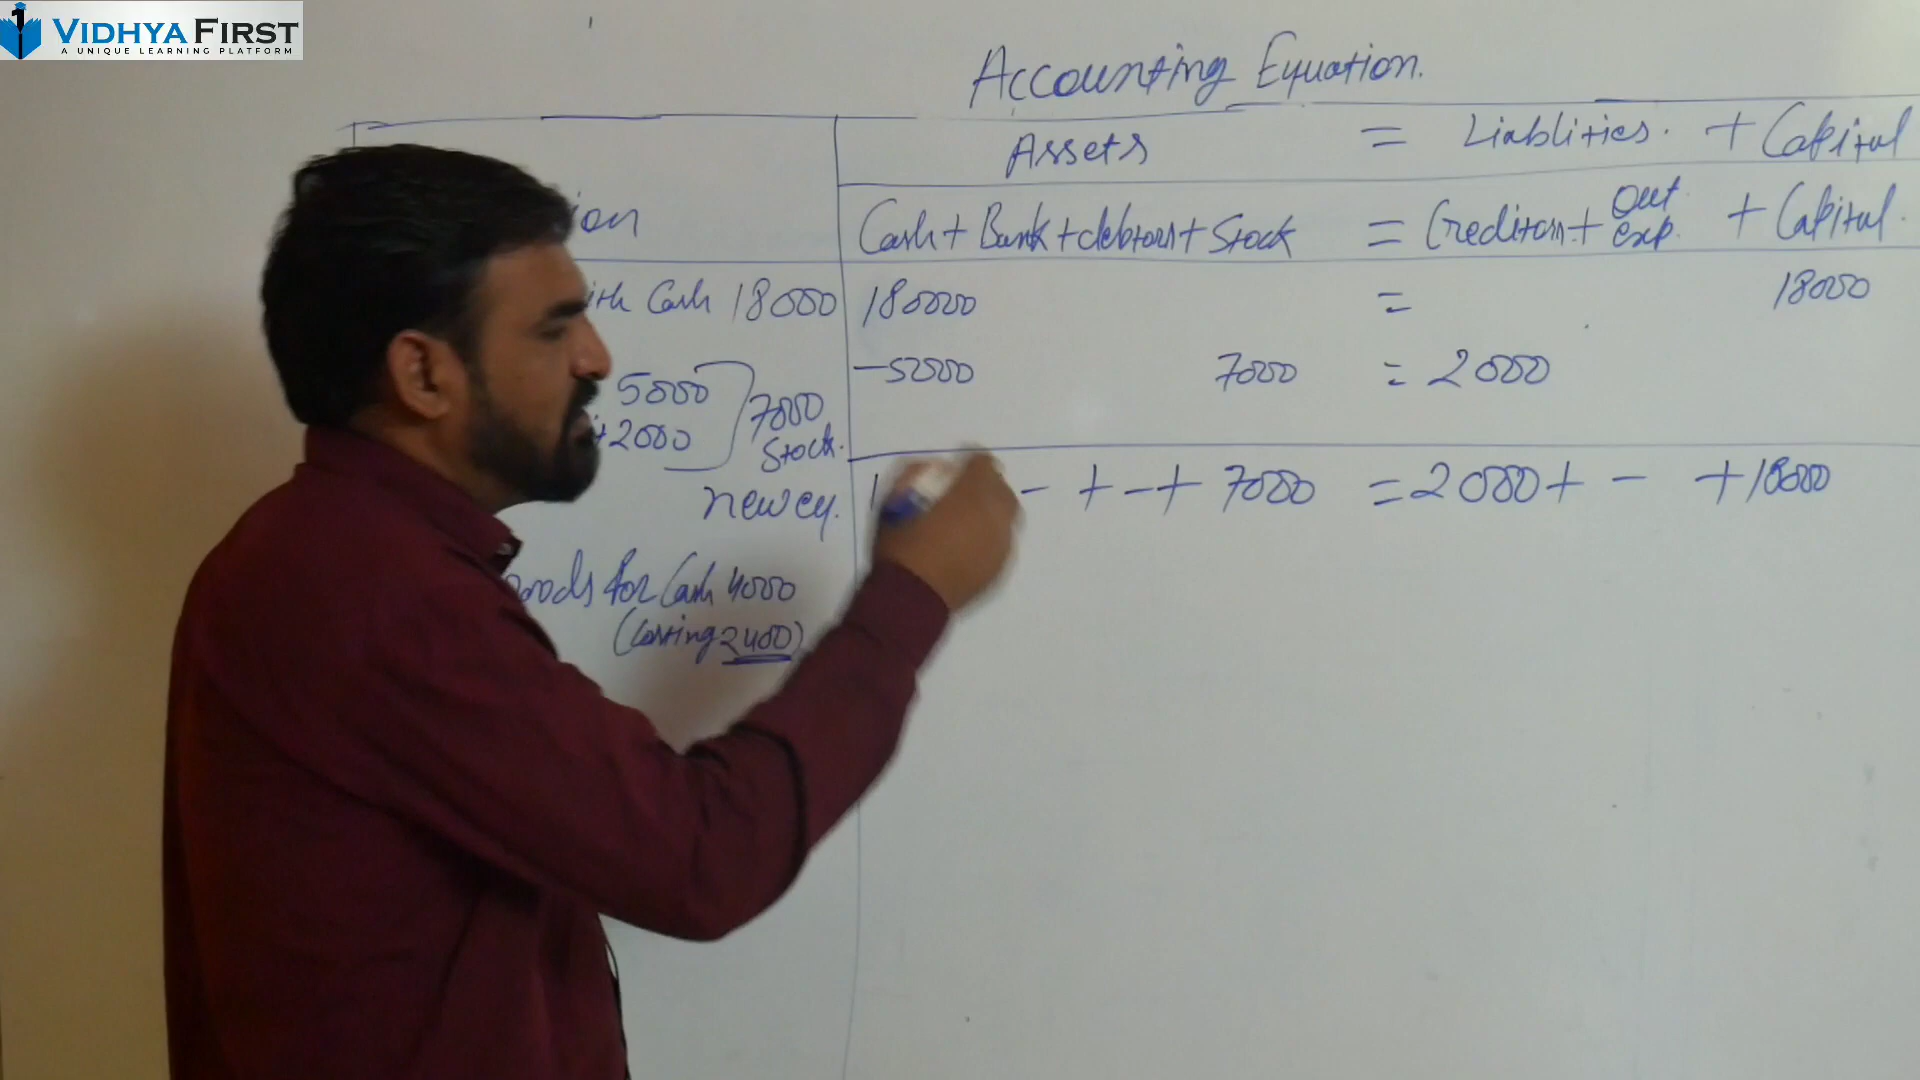 VIDHYA FIRST
A UNIQUE LEARNING PLATFORM
Accounting Equation.
Assets = Liablities. + Capital
ion Cash + Bank + debtors + Stock = Creditors. + Out exp. + Capital.
ith Cash 18000 180000 = 18000
5000 -5000 7000 = 2000
+2000 7000 Stock.
new eq. - + - + 7000 = 2000 + - + 18000
oods for Cash 4000
(Costing 2400)